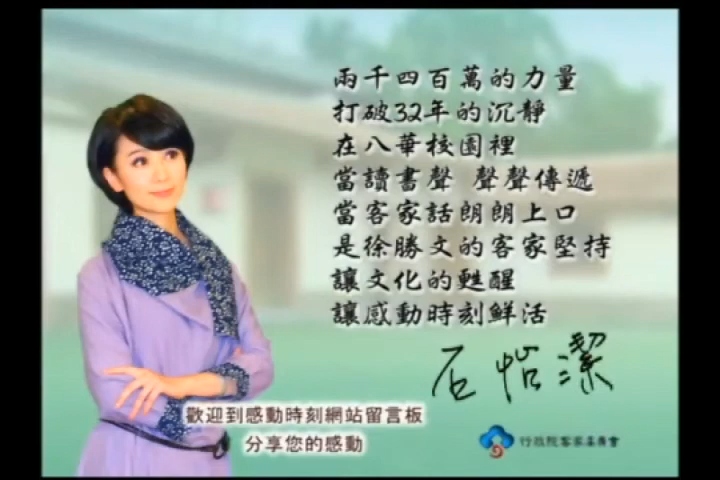 兩千四百萬的力量
打破32年的沉靜
在八華校園裡
當讀書聲 聲聲傳遞
當客家話朗朗上口
是徐勝文的客家堅持
讓文化的甦醒
讓感動時刻鮮活
石怡潔
歡迎到感動時刻網站留言板
分享您的感動
行政院客家委員會